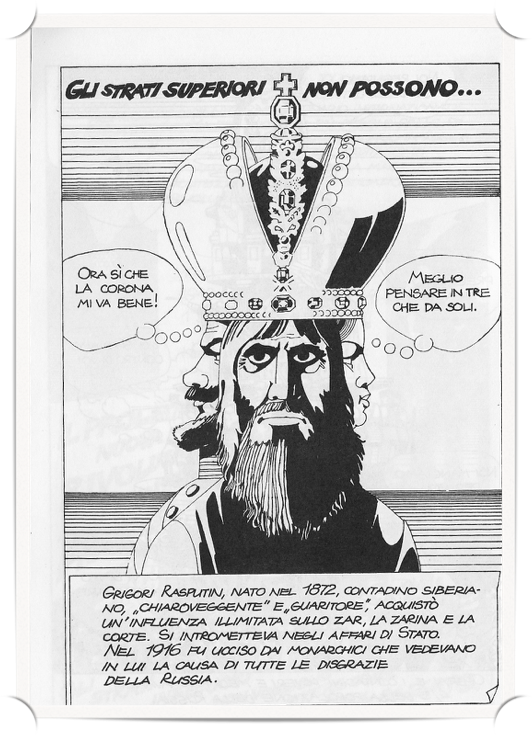 GLI STRATI SUPERIORI NON POSSONO...
ORA SÌ CHE
LA CORONA
MI VA BENE!
MEGLIO
PENSARE IN TRE
CHE DA SOLI.
GRIGORI RASPUTIN, NATO NEL 1872, CONTADINO SIBERIA-
NO, „CHIAROVEGGENTE” E „GUARITORE”, ACQUISTÒ
UN'INFLUENZA ILLIMITATA SULLO ZAR, LA ZARINA E LA
CORTE. SI INTROMETTEVA NEGLI AFFARI DI STATO.
NEL 1916 FU UCCISO DAI MONARCHICI CHE VEDEVANO
IN LUI LA CAUSA DI TUTTE LE DISGRAZIE
DELLA RUSSIA.